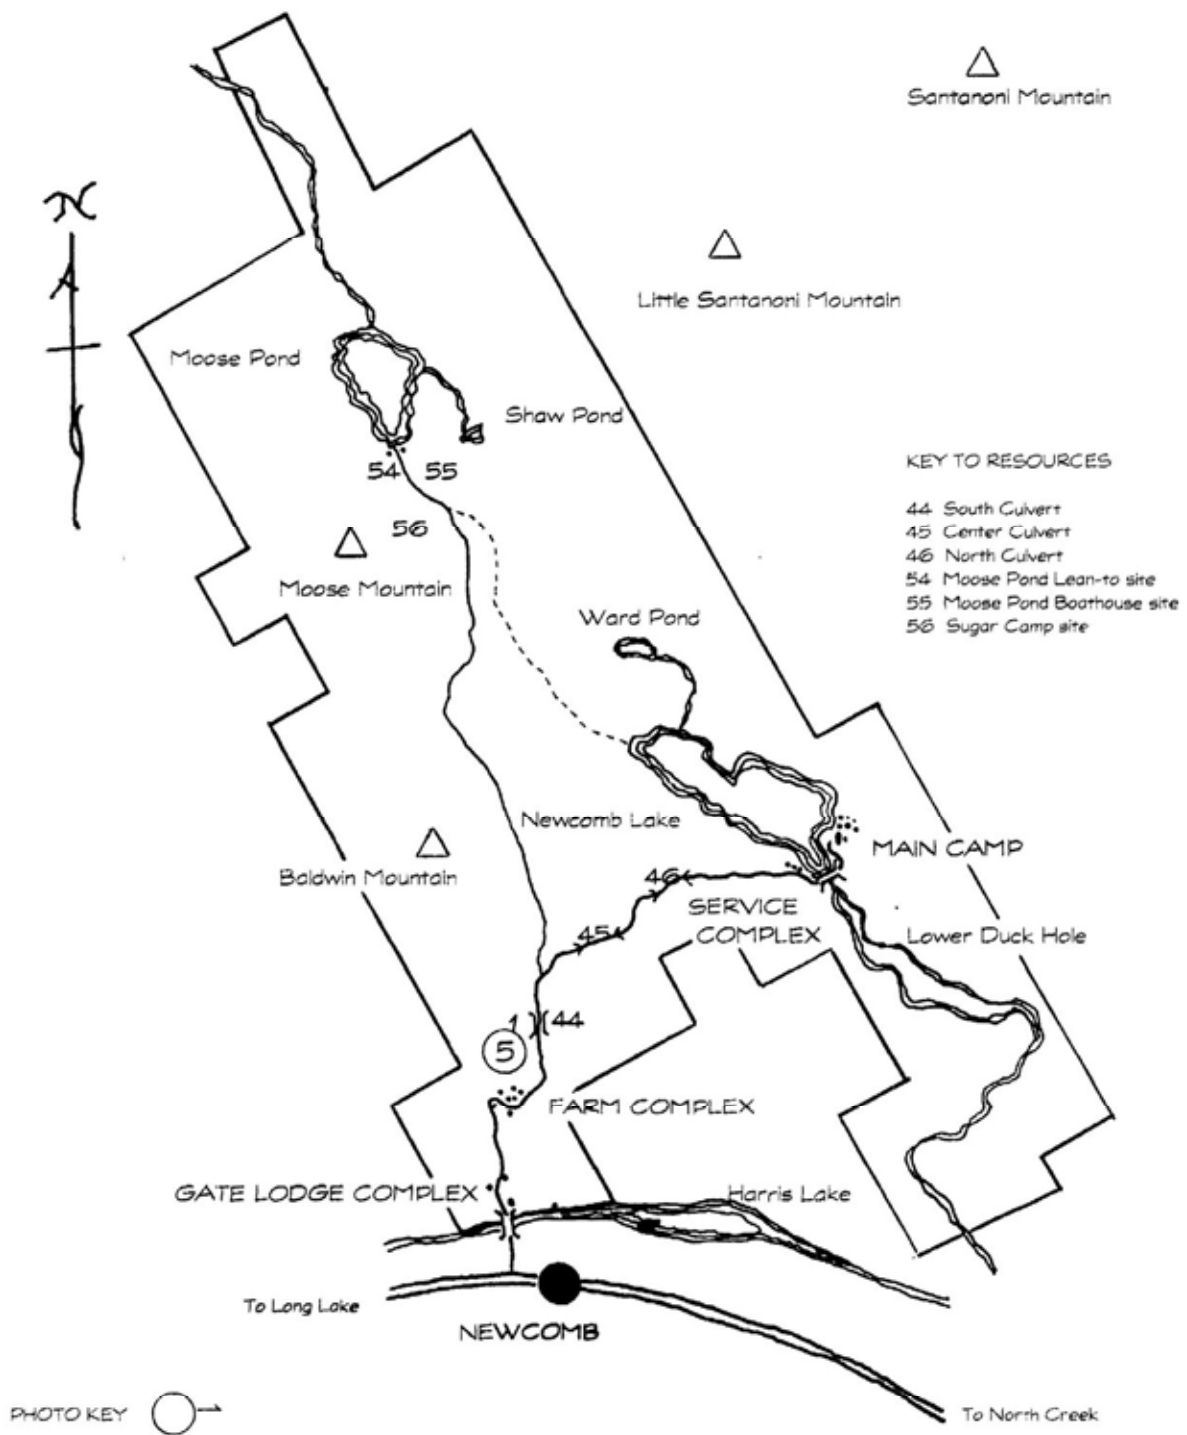 Santanoni Mountain
N
Little Santanoni Mountain
Moose Pond
Shaw Pond
54 55
56
Moose Mountain
KEY TO RESOURCES
44 South Culvert
45 Center Culvert
46 North Culvert
54 Moose Pond Lean-to site
55 Moose Pond Boathouse site
56 Sugar Camp site
Ward Pond
Newcomb Lake
MAIN CAMP
Baldwin Mountain
46
SERVICE
COMPLEX
45
Lower Duck Hole
44
5
FARM COMPLEX
GATE LODGE COMPLEX
Harris Lake
To Long Lake
NEWCOMB
PHOTO KEY
To North Creek